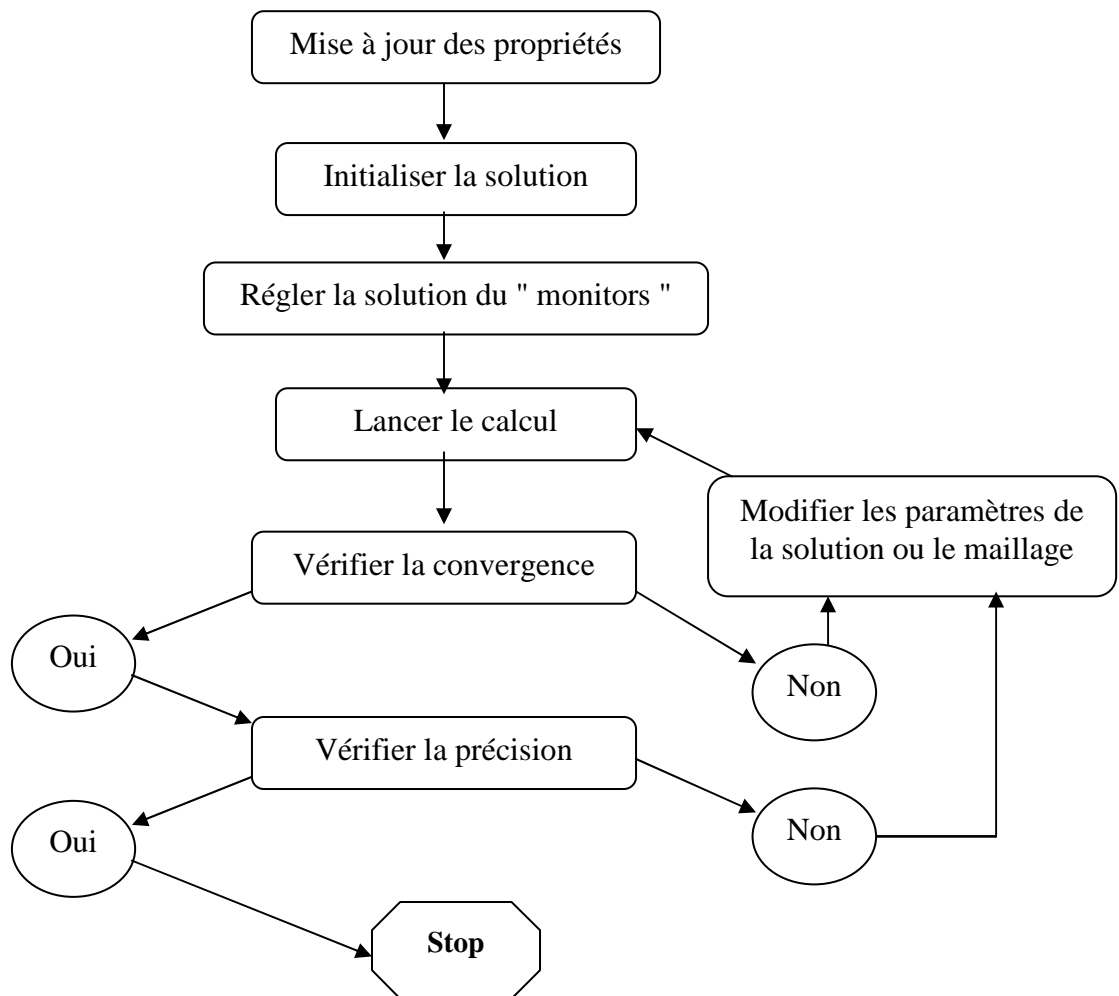 Mise à jour des propriétés
Initialiser la solution
Régler la solution du " monitors "
Lancer le calcul
Modifier les paramètres de
la solution ou le maillage
Vérifier la convergence
Oui
Non
Vérifier la précision
Oui
Non
Stop